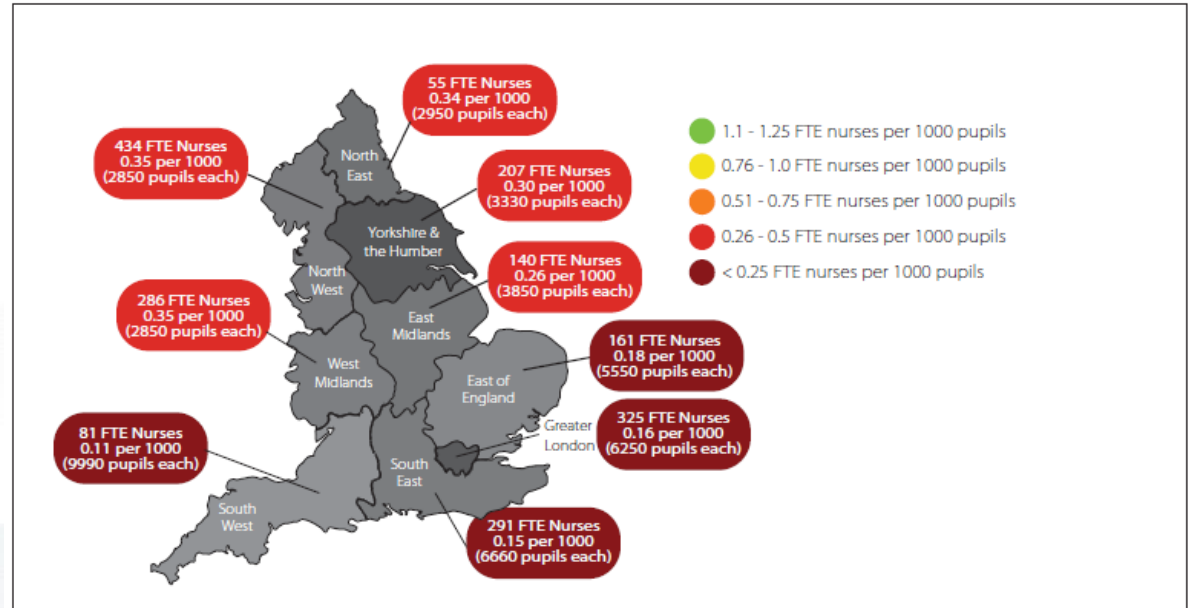 55 FTE Nurses
0.34 per 1000
(2950 pupils each)
434 FTE Nurses
0.35 per 1000
(2850 pupils each)
North
East
207 FTE Nurses
0.30 per 1000
(3330 pupils each)
Yorkshire &
the Humber
North
West
140 FTE Nurses
0.26 per 1000
(3850 pupils each)
286 FTE Nurses
0.35 per 1000
(2850 pupils each)
East
Midlands
West
Midlands
161 FTE Nurses
0.18 per 1000
(5550 pupils each)
East of
England
81 FTE Nurses
0.11 per 1000
(9990 pupils each)
Greater
London
325 FTE Nurses
0.16 per 1000
(6250 pupils each)
South
East
South
West
291 FTE Nurses
0.15 per 1000
(6660 pupils each)
1.1 - 1.25 FTE nurses per 1000 pupils
0.76 - 1.0 FTE nurses per 1000 pupils
0.51 - 0.75 FTE nurses per 1000 pupils
0.26 - 0.5 FTE nurses per 1000 pupils
< 0.25 FTE nurses per 1000 pupils